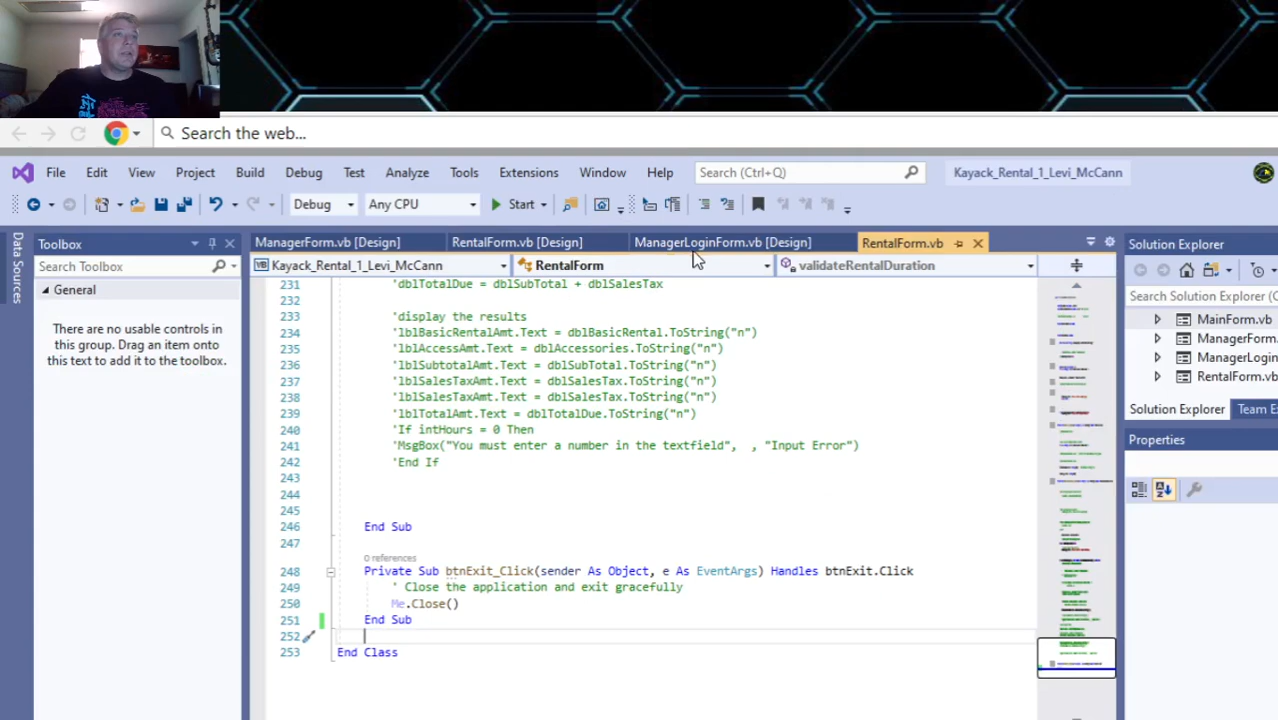 Search the web...
File Edit View Project Build Debug Test Analyze Tools Extensions Window Help Search (Ctrl+Q) Kayack_Rental_1_Levi_McCann
Debug Any CPU Start
Data Sources
Toolbox
Search Toolbox
General
There are no usable controls in
this group. Drag an item onto
this text to add it to the toolbox.
ManagerForm.vb [Design] RentalForm.vb [Design] ManagerLoginForm.vb [Design] RentalForm.vb
Kayack_Rental_1_Levi_McCann RentalForm validateRentalDuration
231 'dblTotalDue = dblSubTotal + dblSalesTax
232
233 'display the results
234 'lblBasicRentalAmt.Text = dblBasicRental.ToString("n")
235 'lblAccessAmt.Text = dblAccessories.ToString("n")
236 'lblSubtotalAmt.Text = dblSubTotal.ToString("n")
237 'lblSalesTaxAmt.Text = dblSalesTax.ToString("n")
238 'lblSalesTaxAmt.Text = dblSalesTax.ToString("n")
239 'lblTotalAmt.Text = dblTotalDue.ToString("n")
240 'If intHours = 0 Then
241 'MsgBox("You must enter a number in the textfield", , "Input Error")
242 'End If
243
244
245
246 End Sub
247
0 references
248 Private Sub btnExit_Click(sender As Object, e As EventArgs) Handles btnExit.Click
249 ' Close the application and exit gracefully
250 Me.Close()
251 End Sub
252
253 End Class
Solution Explorer
Search Solution Explorer (
MainForm.vb
ManagerForm.
ManagerLogin
RentalForm.vb
Solution Explorer Team E
Properties